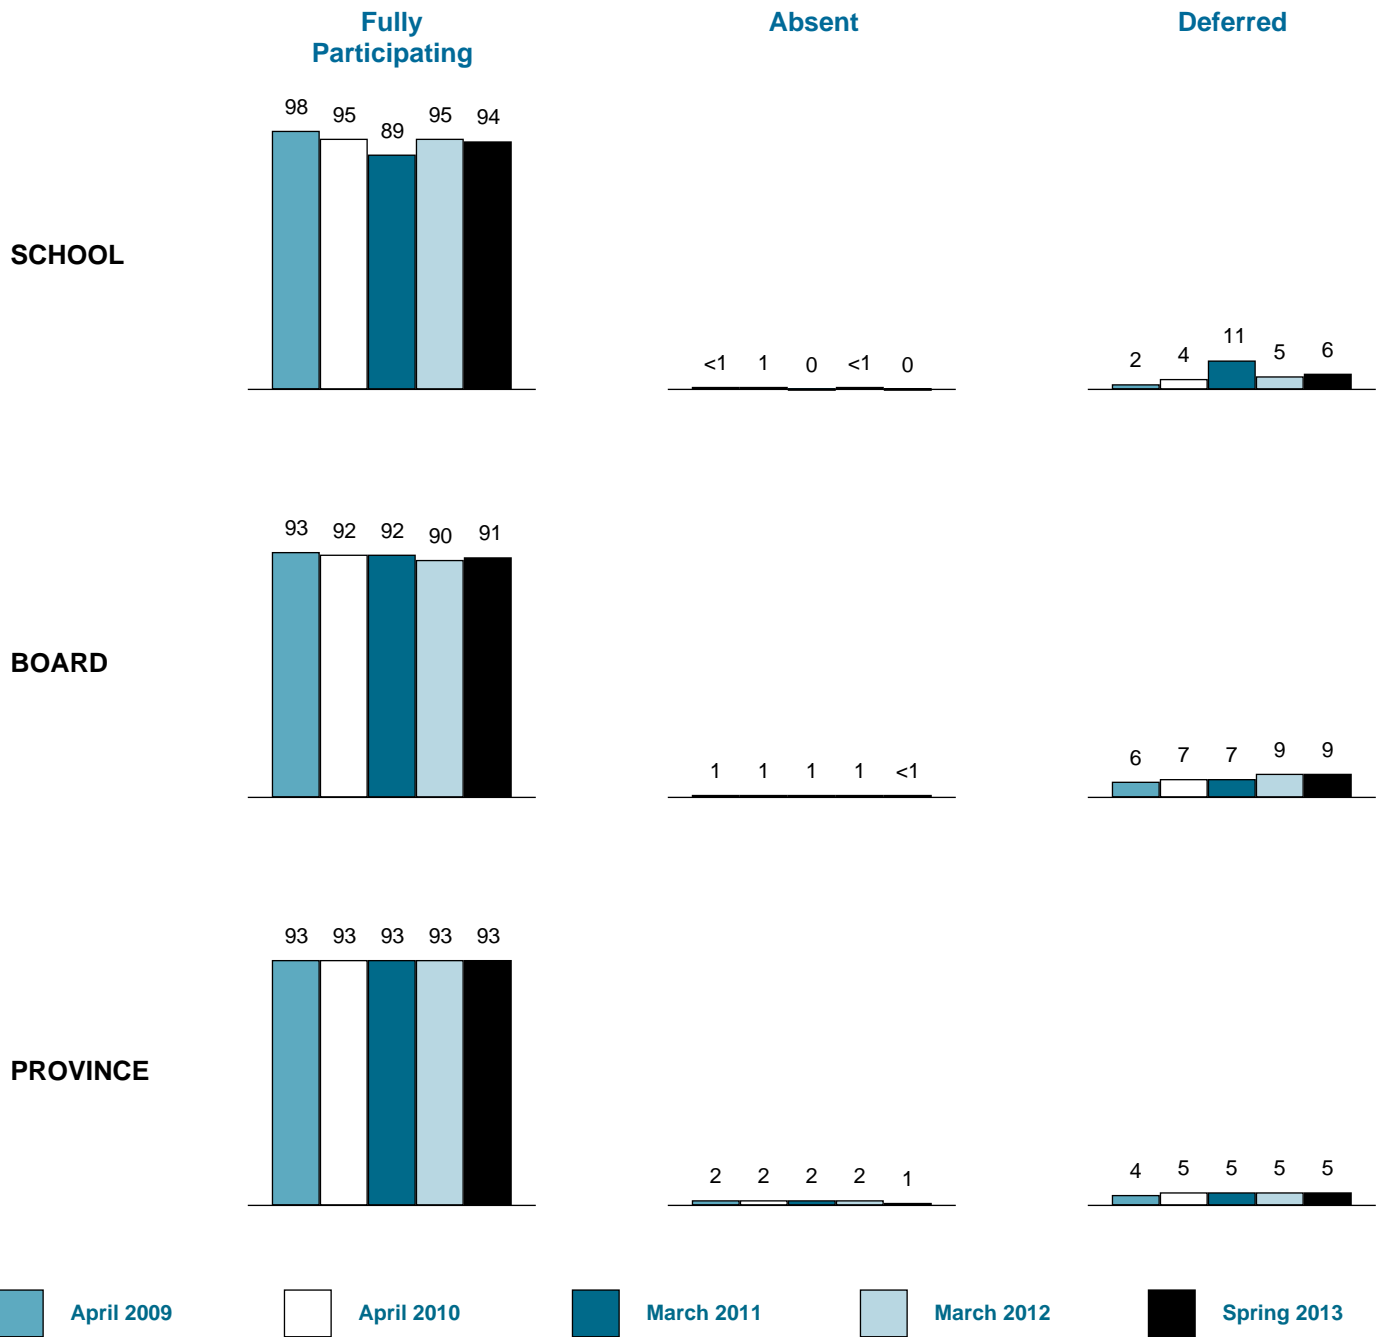 Fully Participating
Absent
Deferred
SCHOOL
98 95 89 95 94
<1 1 0 <1 0
2 4 11 5 6
BOARD
93 92 92 90 91
1 1 1 1 <1
6 7 7 9 9
PROVINCE
93 93 93 93 93
2 2 2 2 1
4 5 5 5 5
April 2009
April 2010
March 2011
March 2012
Spring 2013